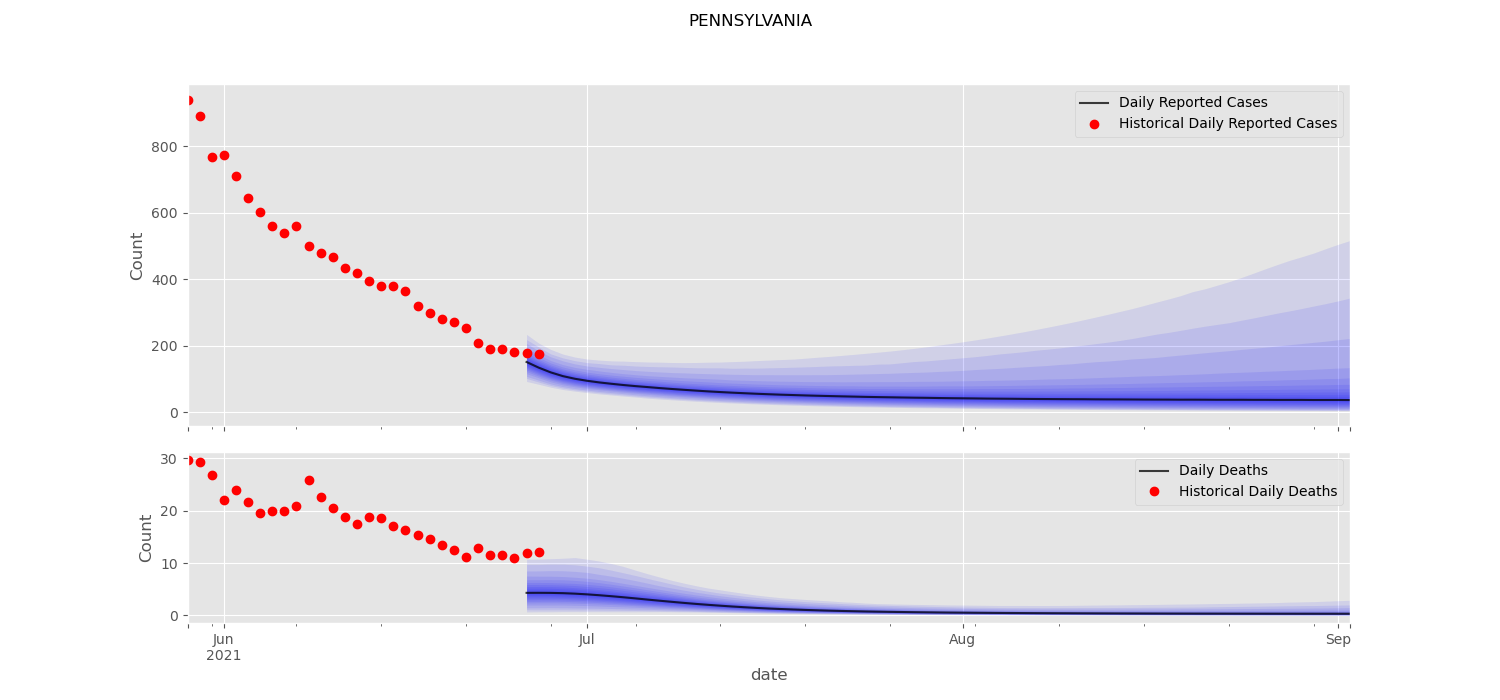 PENNSYLVANIA
Daily Reported Cases
Historical Daily Reported Cases
800
600
400
200
0
Count
Daily Deaths
Historical Daily Deaths
30
20
10
0
Count
Jun
2021
Jul
Aug
Sep
date